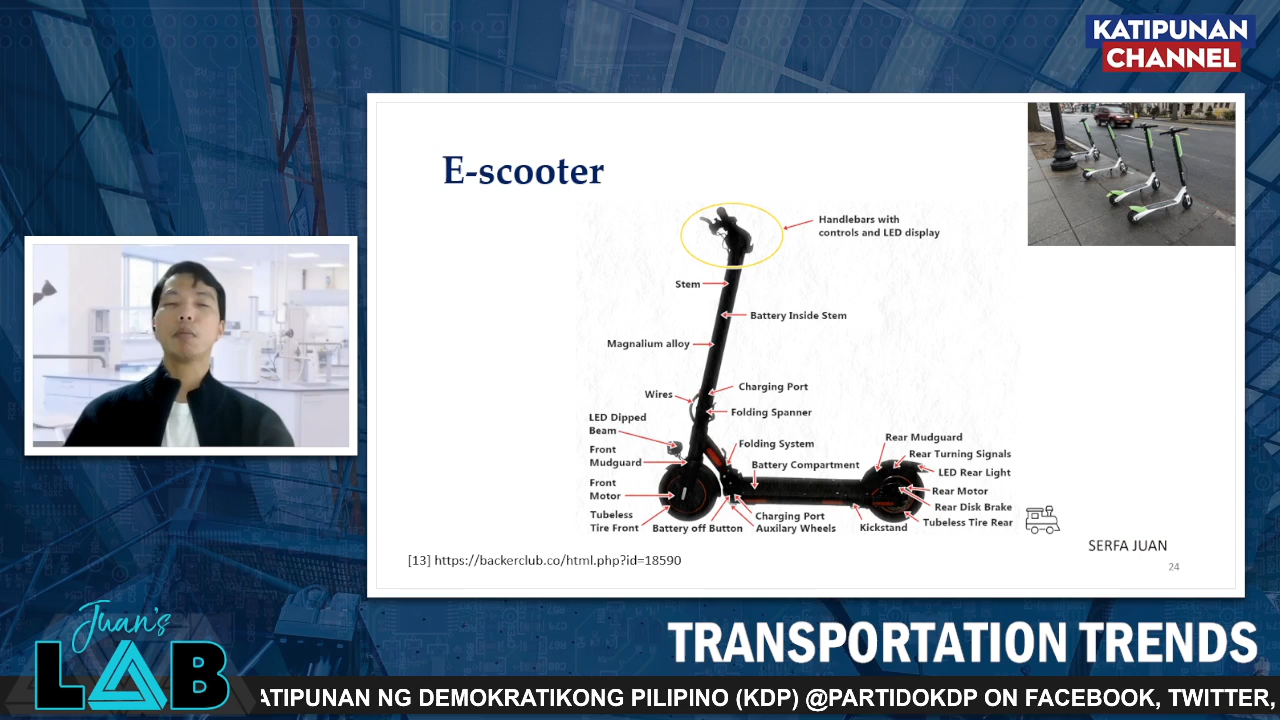 KATIPUNAN
CHANNEL
E-scooter
Handlebars with
controls and LED display
Stem
Battery Inside Stem
Magnalium alloy
Charging Port
Wires
Folding Spanner
LED Dipped
Beam
Folding System
Front
Mudguard
Battery Compartment
Rear Mudguard
Rear Turning Signals
LED Rear Light
Front
Motor
Rear Motor
Rear Disk Brake
Tubeless
Tire Front
Battery off Button
Charging Port
Auxilary Wheels
Kickstand
Tubeless Tire Rear
SERFA JUAN
[13] https://backerclub.co/html.php?id=18590
24
Juan's
LAB
TRANSPORTATION TRENDS
ATIPUNAN NG DEMOKRATIKONG PILIPINO (KDP) @PARTIDOKDP ON FACEBOOK, TWITTER,